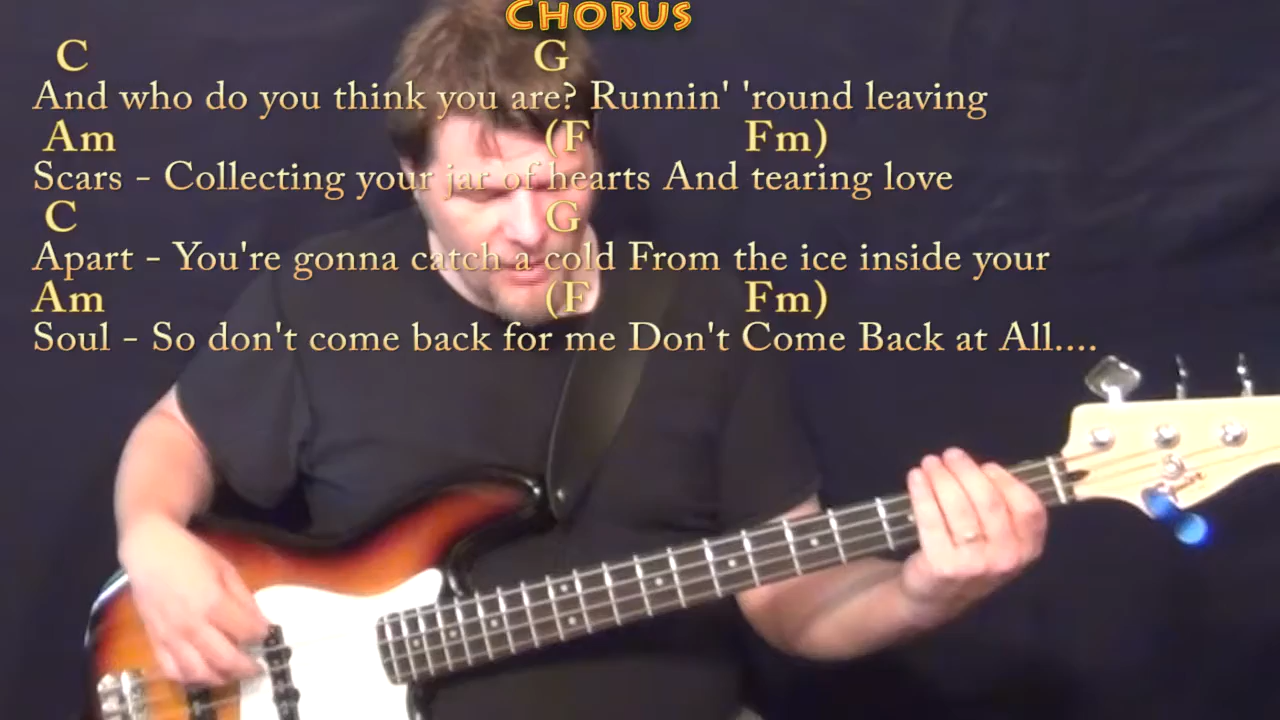 CHORUS
C G
And who do you think you are? Runnin' 'round leaving
Am (F Fm)
Scars - Collecting your jar of hearts And tearing love
C G
Apart - You're gonna catch a cold From the ice inside your
Am (F Fm)
Soul - So don't come back for me Don't Come Back at All....